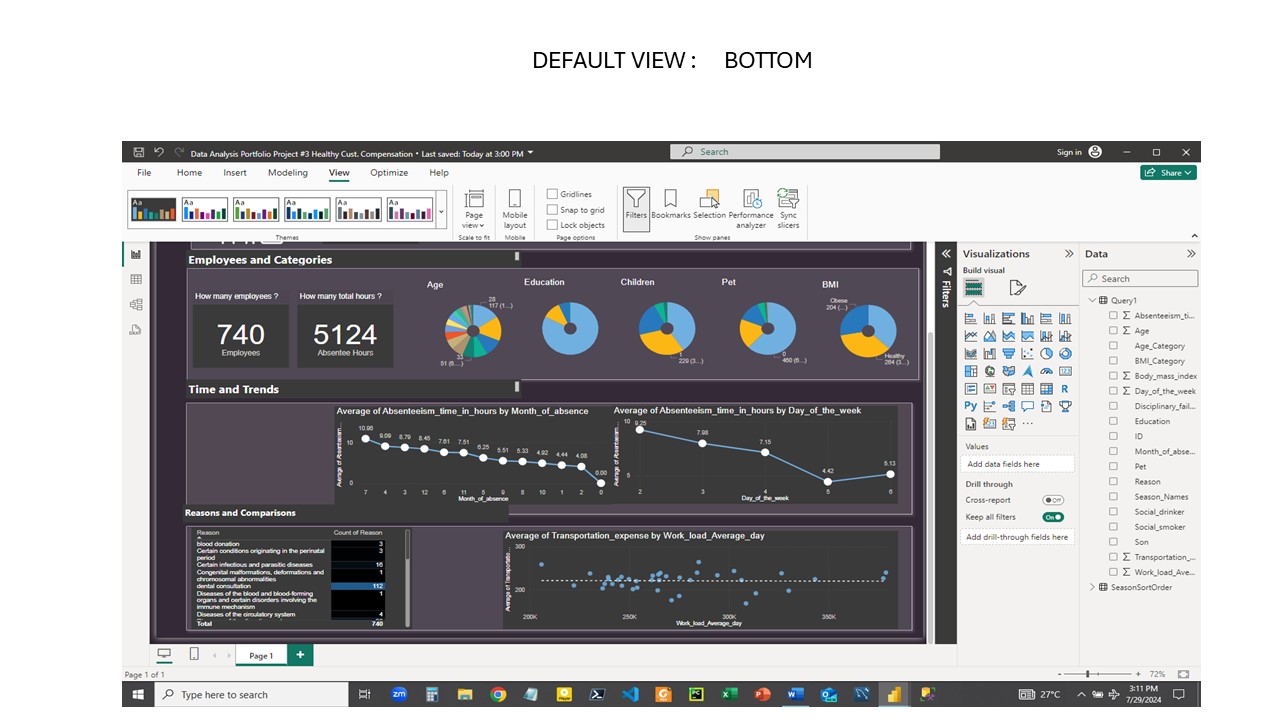 DEFAULT VIEW :    BOTTOM
Data Analysis Portfolio Project #3 Healthy Cust. Compensation • Last saved: Today at 3:00 PM
Search
Sign in
File Home Insert Modeling View Optimize Help
Share
Aa Aa Aa Aa Aa Aa
Page view
Mobile layout
Gridlines
Snap to grid
Lock objects
Filters
Bookmarks
Selection
Performance analyzer
Sync slicers
Themes
Scale to fit
Mobile
Page options
Show panes
Employees and Categories
How many employees ?
740
Employees
How many total hours ?
5124
Absentee Hours
Age
28
117 (1...)
33
51 (6...)
Education
Children
1
229 (3...)
Pet
0
460 (6...)
BMI
Obese
204 (...)
Healthy
284 (3...)
Time and Trends
Average of Absenteeism_time_in_hours by Month_of_absence
Average of Absenteeism...
10
0
10.96 9.09 8.79 8.45 7.61 7.51 6.25 5.51 5.33 4.92 4.44 4.08 0.00
7 4 3 12 6 11 5 9 8 10 1 2 0
Month_of_absence
Average of Absenteeism_time_in_hours by Day_of_the_week
Average of Absenteeism...
10
5
9.25 7.98 7.15 4.42 5.13
2 3 4 5 6
Day_of_the_week
Reasons and Comparisons
Reason Count of Reason
blood donation 3
Certain conditions originating in the perinatal period 3
Certain infectious and parasitic diseases 16
Congenital malformations, deformations and chromosomal abnormalities 1
dental consultation 112
Diseases of the blood and blood-forming organs and certain disorders involving the immune mechanism 1
Diseases of the circulatory system 4
Total 740
Average of Transportation_expense by Work_load_Average_day
Average of Transportatio...
300
200
200K 250K 300K 350K
Work_load_Average_day
Filters
Visualizations
Build visual
Values
Add data fields here
Drill through
Cross-report
Off
Keep all filters
On
Add drill-through fields here
Data
Search
Query1
Absenteeism_ti...
Age
Age_Category
BMI_Category
Body_mass_index
Day_of_the_week
Disciplinary_fail...
Education
ID
Month_of_abse...
Pet
Reason
Season_Names
Social_drinker
Social_smoker
Son
Transportation_...
Work_load_Ave...
SeasonSortOrder
Page 1
Page 1 of 1
72%
Type here to search
27°C
3:11 PM
7/29/2024